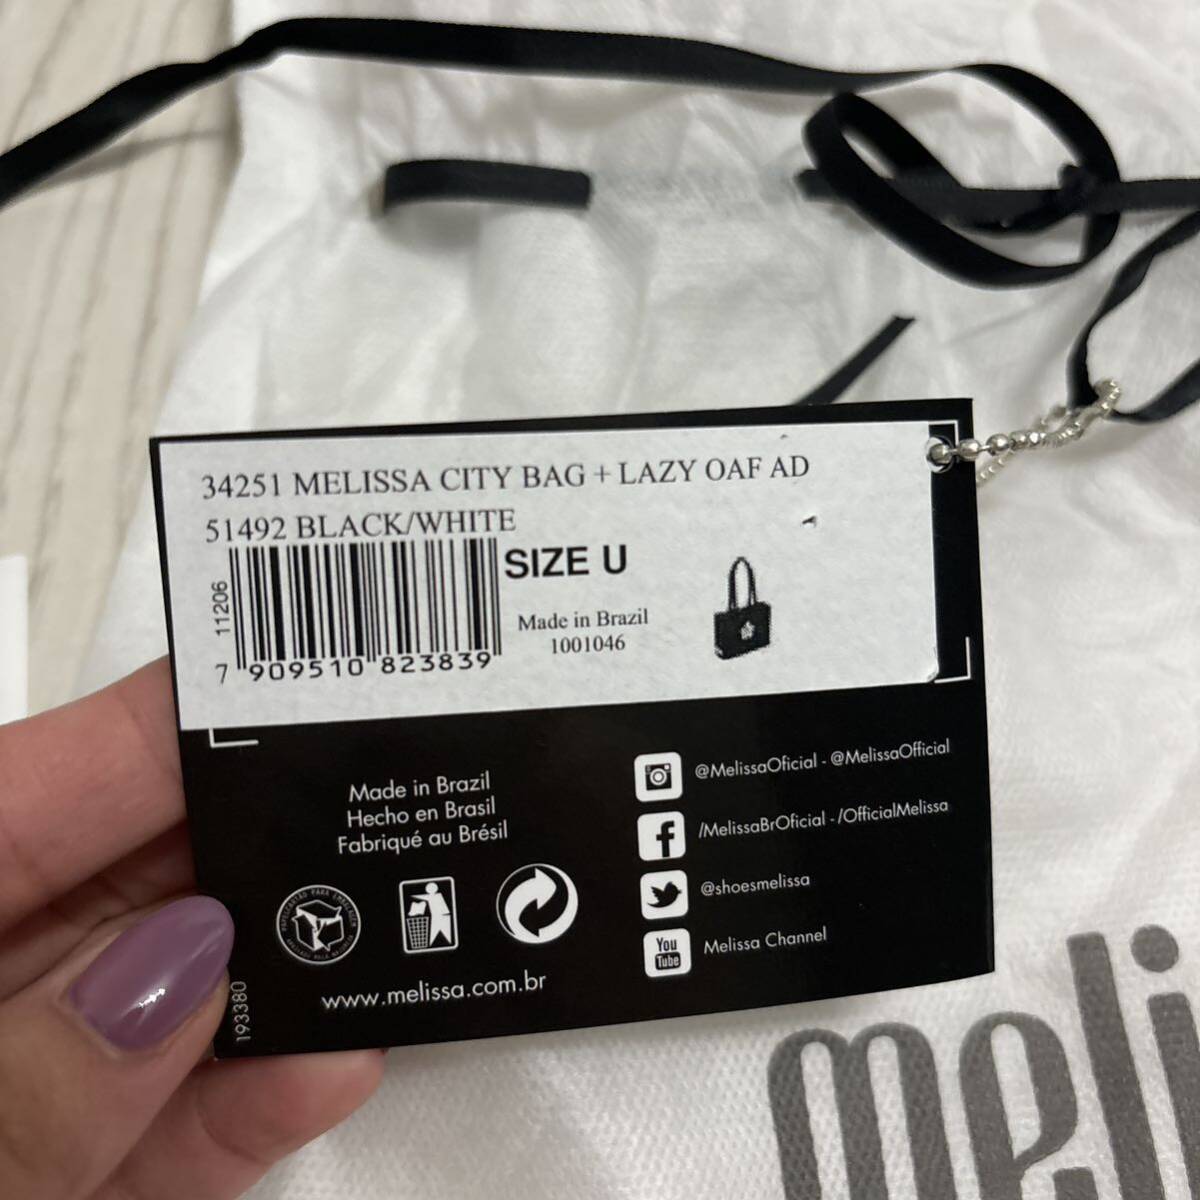 34251 MELISSA CITY BAG + LAZY OAF AD
51492 BLACK/WHITE
SIZE U
11206
Made in Brazil
1001046
7 909510 823839
Made in Brazil
Hecho en Brasil
Fabriqué au Brésil
@MelissaOficial - @MelissaOfficial
/MelissaBrOficial - /OfficialMelissa
@shoesmelissa
You
Tube
Melissa Channel
www.melissa.com.br
193380
meli